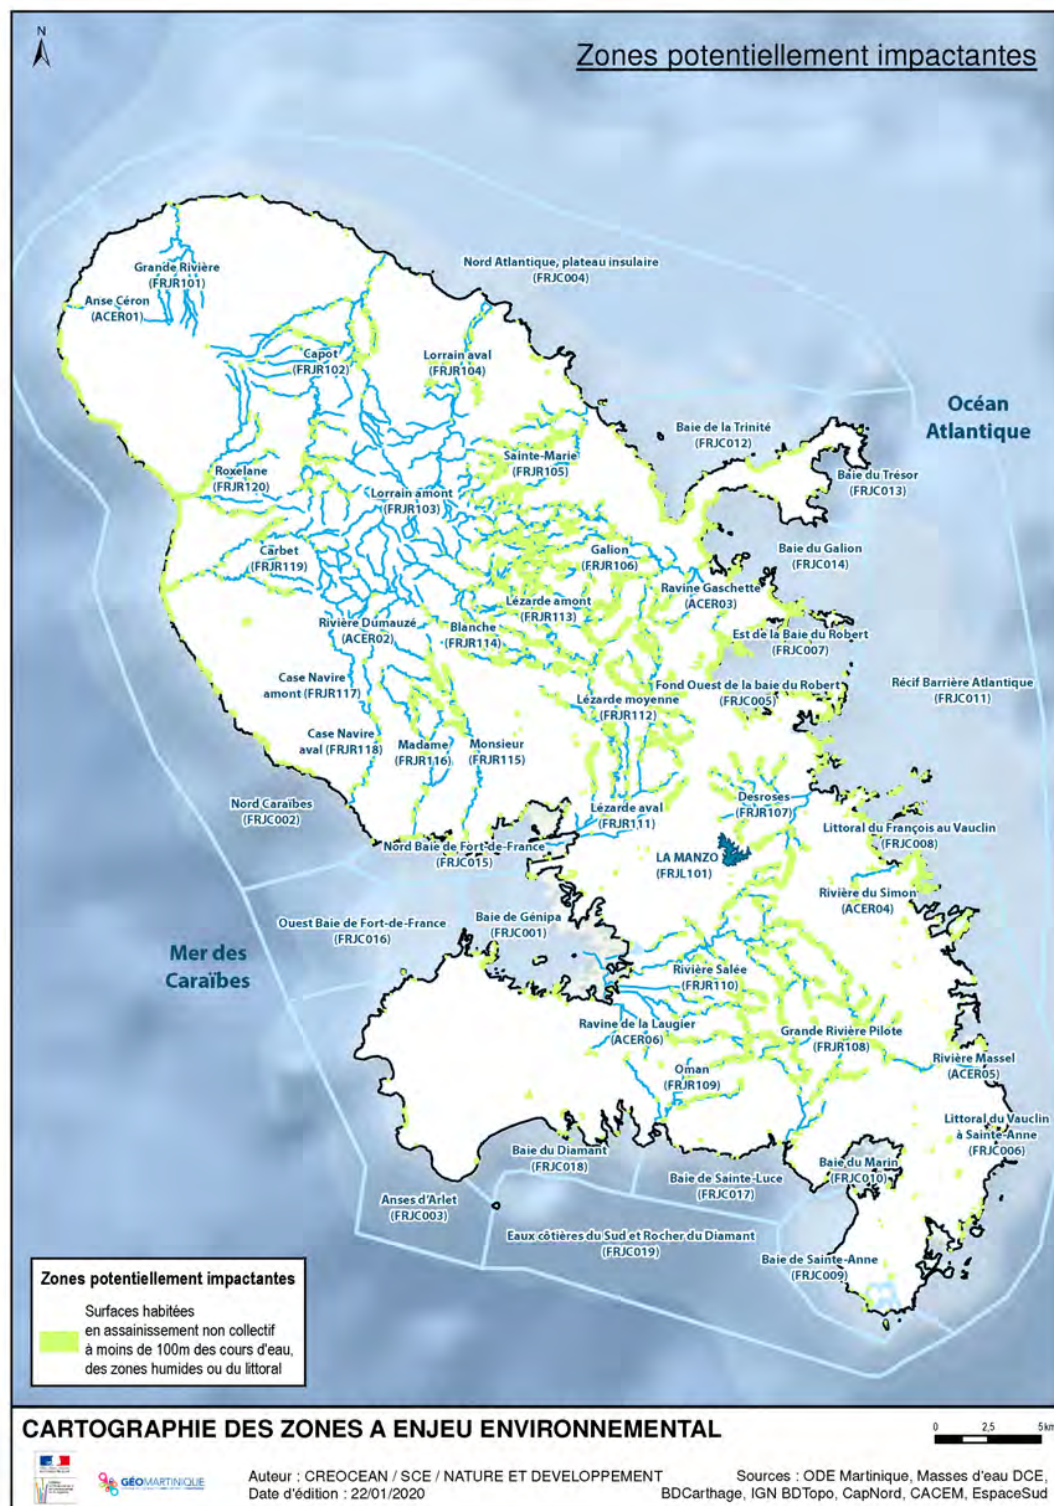 N
Zones potentiellement impactantes
Nord Atlantique, plateau insulaire
(FRJC004)
Grande Rivière
(FRJR101)
Anse Céron
(ACER01)
Capot
(FRJR102)
Lorrain aval
(FRJR104)
Océan
Atlantique
Baie de la Trinité
(FRJC012)
Sainte-Marie
(FRJR105)
Baie du Trésor
(FRJC013)
Roxelane
(FRJR120)
Lorrain amont
(FRJR103)
Carbet
(FRJR119)
Galion
(FRJR106)
Baie du Galion
(FRJC014)
Ravine Gaschette
(ACER03)
Lézarde amont
(FRJR113)
Rivière Dumauzé
(ACER02)
Blanche
(FRJR114)
Est de la Baie du Robert
(FRJC007)
Case Navire
amont (FRJR117)
Fond Ouest de la baie du Robert
(FRJC005)
Récif Barrière Atlantique
(FRJC011)
Lézarde moyenne
(FRJR112)
Case Navire
aval (FRJR118)
Madame
(FRJR116)
Monsieur
(FRJR115)
Nord Caraïbes
(FRJC002)
Lézarde aval
(FRJR111)
Desroses
(FRJR107)
Littoral du François au Vauclin
(FRJC008)
Nord Baie de Fort-de-France
(FRJC015)
LA MANZO
(FRJL101)
Rivière du Simon
(ACER04)
Ouest Baie de Fort-de-France
(FRJC016)
Baie de Génipa
(FRJC001)
Mer des
Caraïbes
Rivière Salée
(FRJR110)
Ravine de la Laugier
(ACER06)
Grande Rivière Pilote
(FRJR108)
Rivière Massel
(ACER05)
Oman
(FRJR109)
Littoral du Vauclin
à Sainte-Anne
(FRJC006)
Baie du Diamant
(FRJC018)
Baie du Marin
(FRJC010)
Baie de Sainte-Luce
(FRJC017)
Anses d'Arlet
(FRJC003)
Eaux côtières du Sud et Rocher du Diamant
(FRJC019)
Baie de Sainte-Anne
(FRJC009)
Zones potentiellement impactantes
Surfaces habitées
en assainissement non collectif
à moins de 100m des cours d'eau,
des zones humides ou du littoral
CARTOGRAPHIE DES ZONES A ENJEU ENVIRONNEMENTAL
0 2,5 5 km
GÉOMARTINIQUE
Auteur : CREOCEAN / SCE / NATURE ET DEVELOPPEMENT
Date d'édition : 22/01/2020
Sources : ODE Martinique, Masses d'eau DCE,
BDCarthage, IGN BDTopo, CapNord, CACEM, EspaceSud